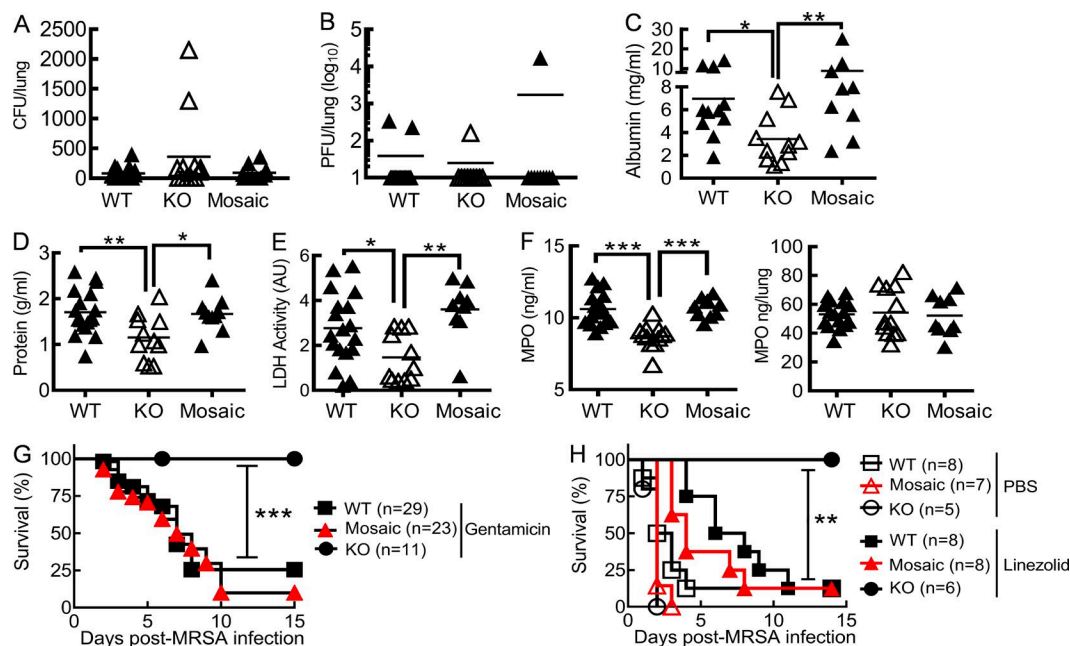 A
CFU/lung
2500
2000
1500
1000
500
0
WT KO Mosaic
B
PFU/lung (log10)
5
4
3
2
1
WT KO Mosaic
C
Albumin (mg/ml)
30
20
10
8
6
4
2
0
WT KO Mosaic
* **
D
Protein (g/ml)
3
2
1
0
WT KO Mosaic
** *
E
LDH Activity (AU)
6
4
2
0
WT KO Mosaic
* **
F
MPO (ng/ml)
15
10
5
WT KO Mosaic
*** ***
MPO ng/lung
100
80
60
40
20
0
WT KO Mosaic
G
Survival (%)
100
75
50
25
0
0 5 10 15
Days post-MRSA infection
***
WT (n=29)
Mosaic (n=23) Gentamicin
KO (n=11)
H
Survival (%)
100
75
50
25
0
0 5 10 15
Days post-MRSA infection
**
WT (n=8)
Mosaic (n=7) PBS
KO (n=5)
WT (n=8)
Mosaic (n=8) Linezolid
KO (n=6)